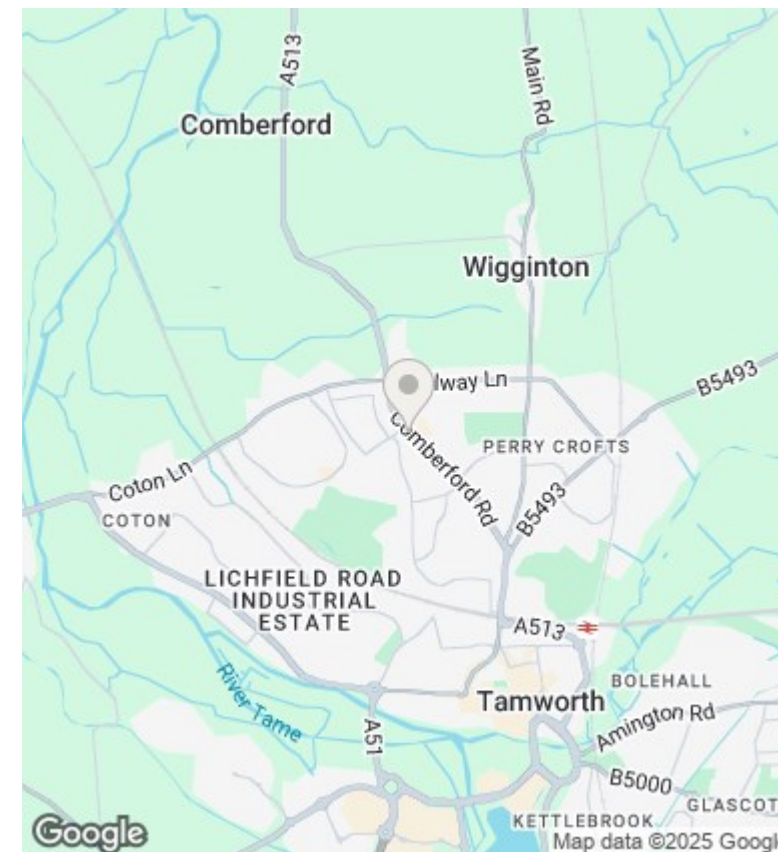 A513
Main Rd
Comberford
Wigginton
lway Ln
B5493
Comberford Rd
PERRY CROFTS
Coton Ln
B5493
COTON
LICHFIELD ROAD
INDUSTRIAL
ESTATE
A513
River Tame
BOLEHALL
Tamworth
Amington Rd
A51
B5000
GLASCOT
KETTLEBROOK
Google
Map data ©2025 Googl